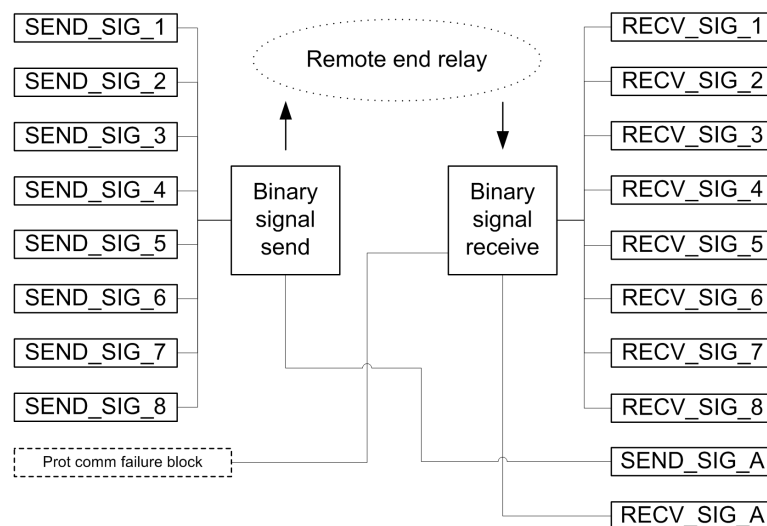 SEND_SIG_1
SEND_SIG_2
SEND_SIG_3
SEND_SIG_4
SEND_SIG_5
SEND_SIG_6
SEND_SIG_7
SEND_SIG_8
Prot comm failure block
Remote end relay
Binary
signal
send
Binary
signal
receive
RECV_SIG_1
RECV_SIG_2
RECV_SIG_3
RECV_SIG_4
RECV_SIG_5
RECV_SIG_6
RECV_SIG_7
RECV_SIG_8
SEND_SIG_A
RECV_SIG_A